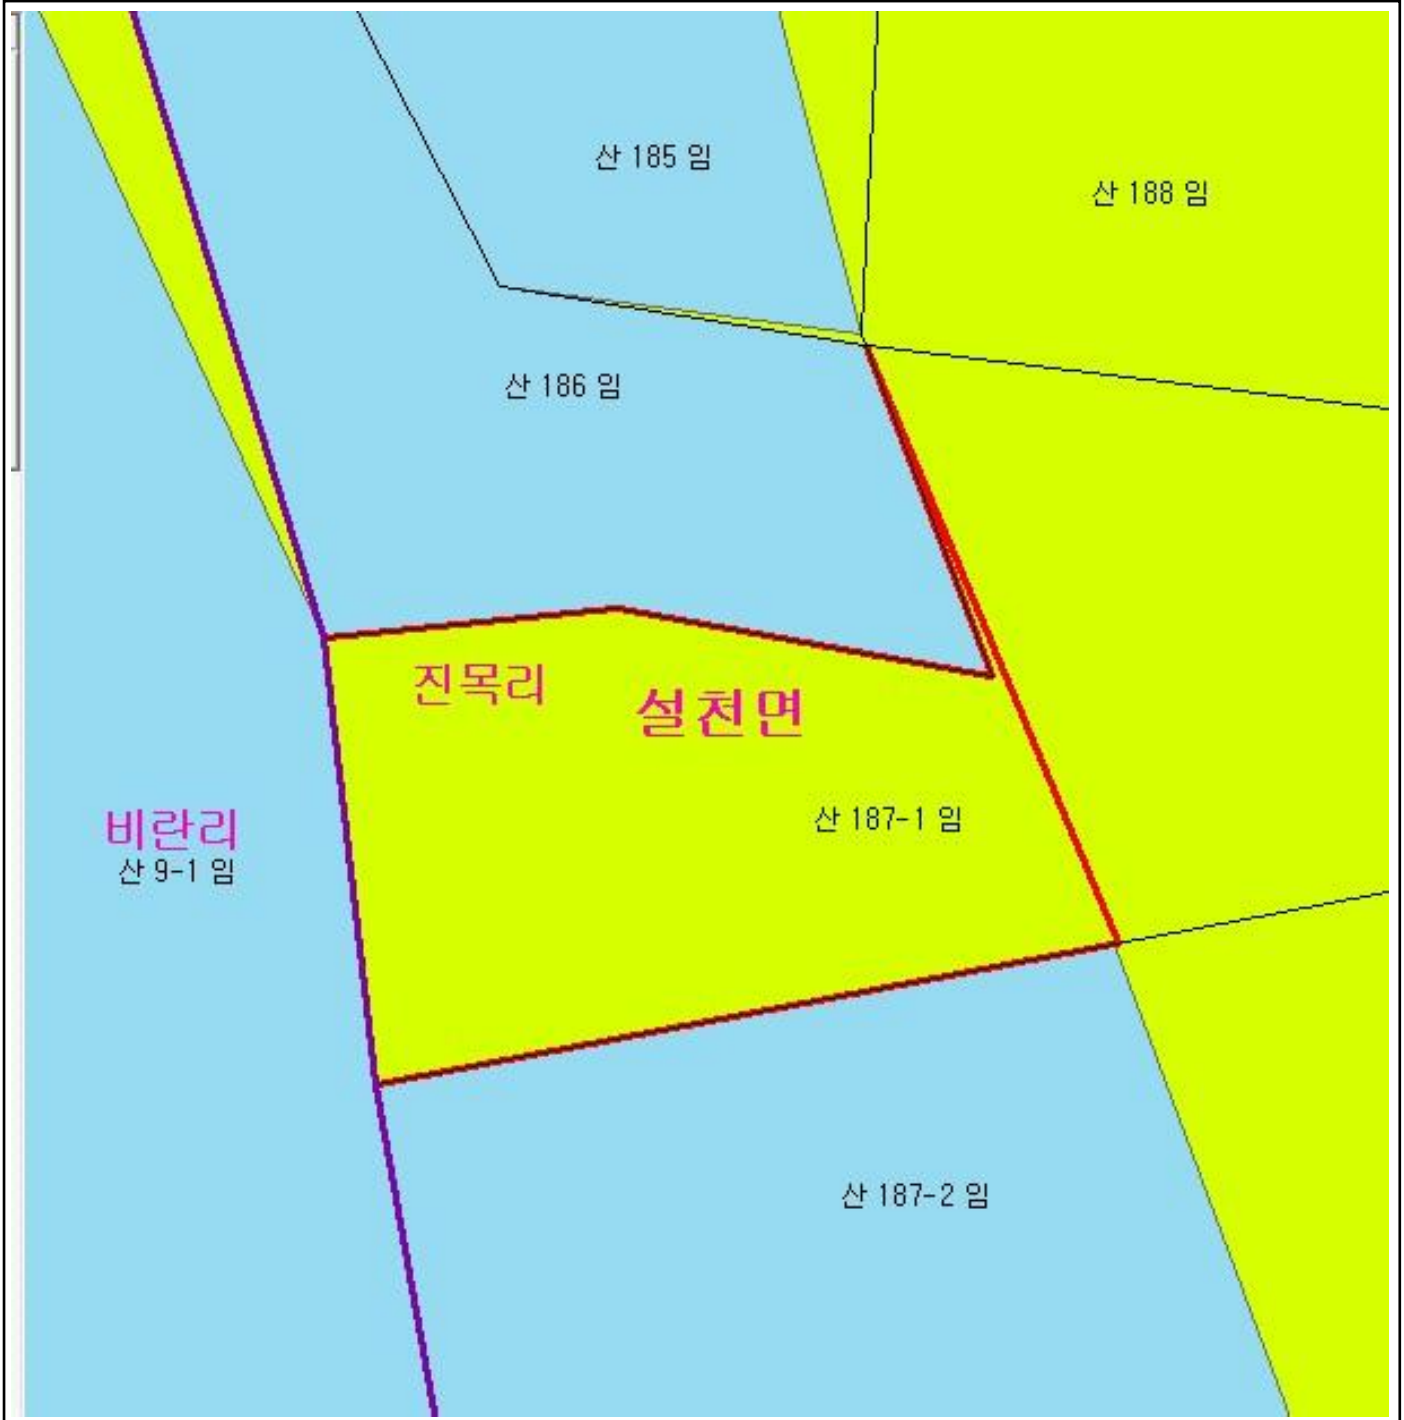 산 185 임
산 188 임
산 186 임
진목리
설천면
산 187-1 임
비란리
산 9-1 임
산 187-2 임